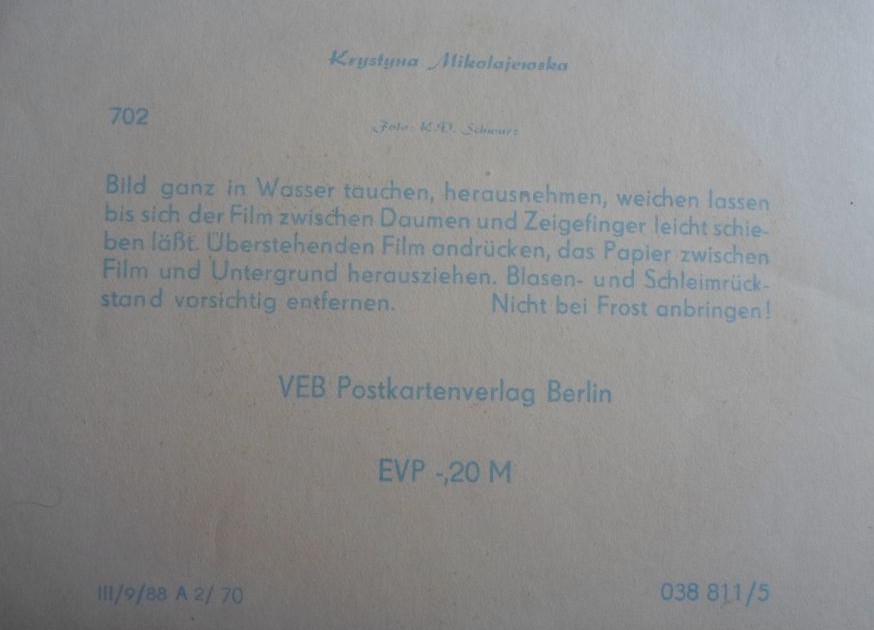 Krystyna Mikolajewska
702
Foto: K.D. Schwarz
Bild ganz in Wasser tauchen, herausnehmen, weichen lassen
bis sich der Film zwischen Daumen und Zeigefinger leicht schie-
ben läßt. Überstehenden Film andrücken, das Papier zwischen
Film und Untergrund herausziehen. Blasen- und Schleimrück-
stand vorsichtig entfernen. Nicht bei Frost anbringen!
VEB Postkartenverlag Berlin
EVP -,20 M
III/9/88 A 2/ 70 038 811/5